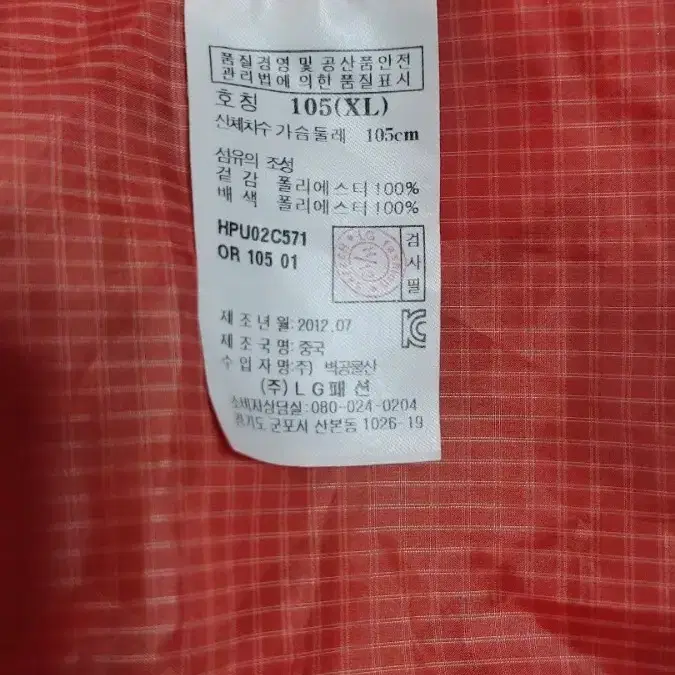 품질경영 및 공산품안전
관리법에 의한 품질표시
호칭 105(XL)
신체치수 가슴둘레 105cm
섬유의 조성
겉감 폴리에스터 100%
배색 폴리에스터 100%
HPU02C571
OR 105 01
검사필
제조년월: 2012.07
제조국명: 중국
수입자명:주) 벽공물산
(주) LG패션
소비자상담실: 080-024-0204
경기도 군포시 산본동 1026-19